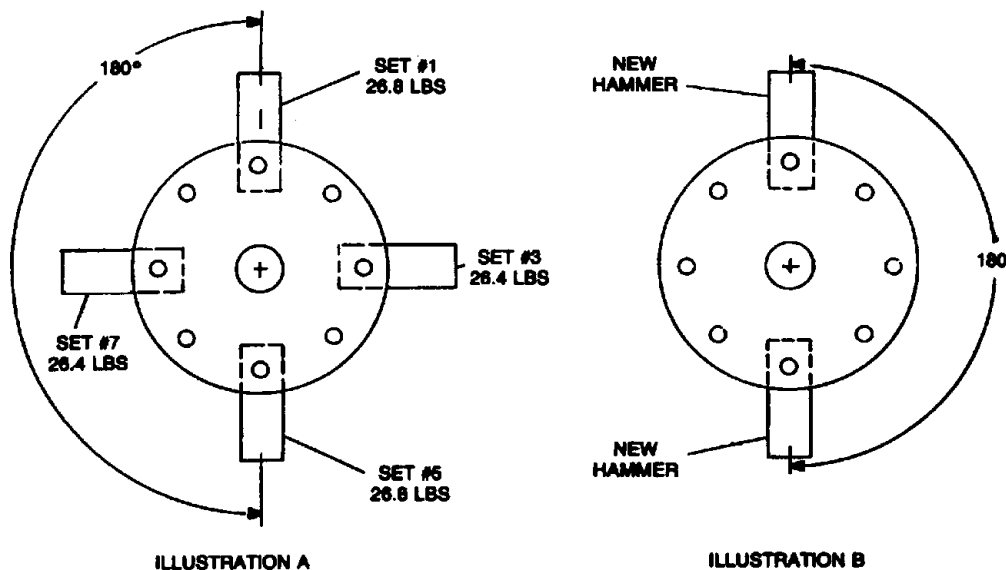 180°
SET #1
26.8 LBS
SET #3
26.4 LBS
SET #7
26.4 LBS
SET #5
26.8 LBS
ILLUSTRATION A
NEW
HAMMER
180
NEW
HAMMER
ILLUSTRATION B